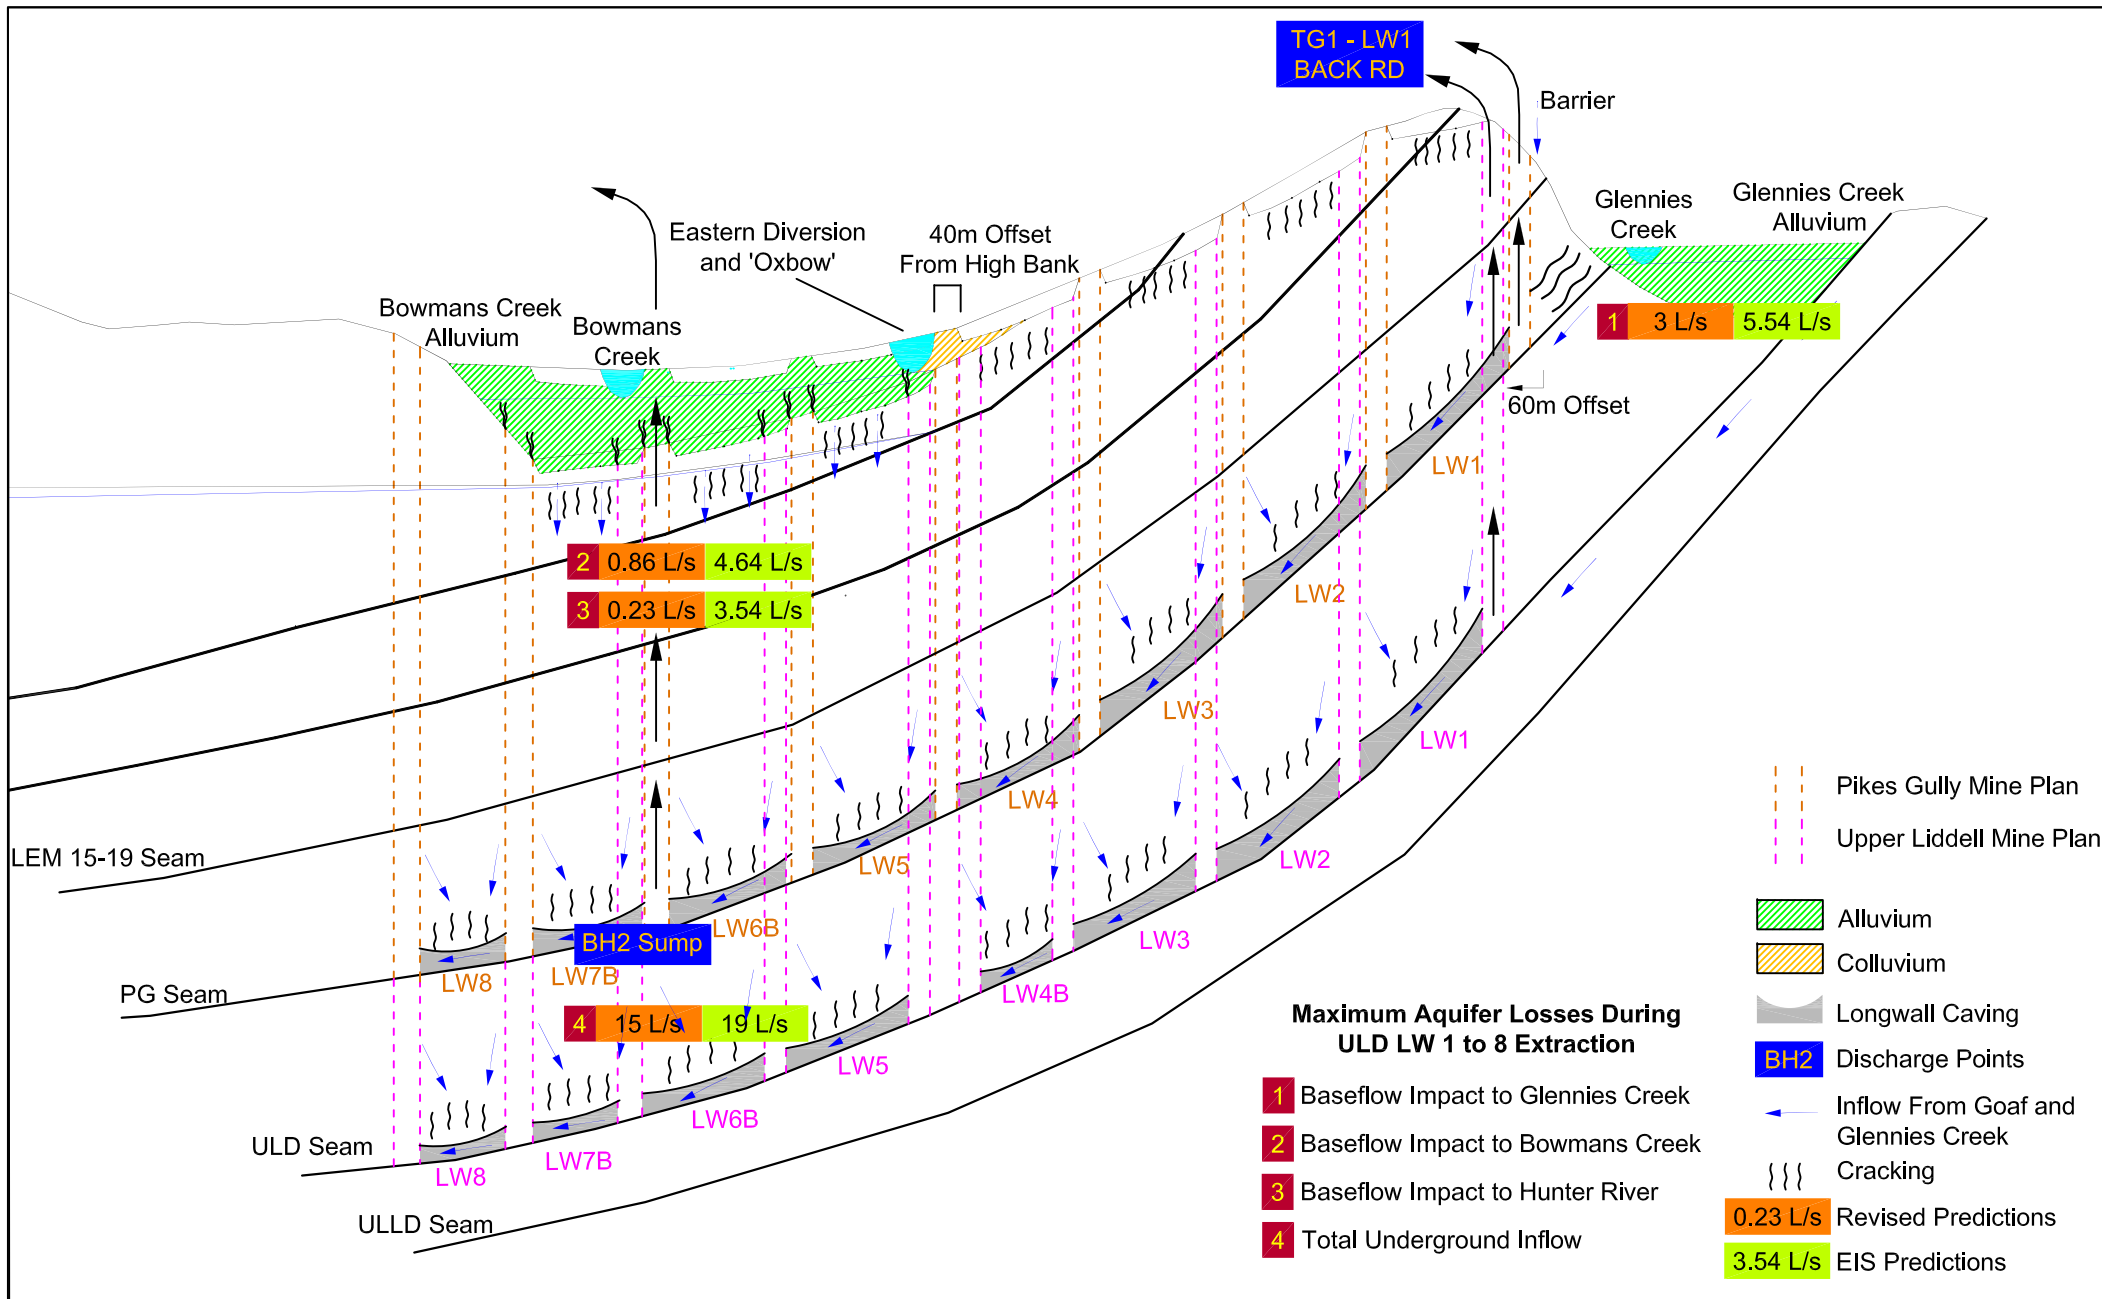 TG1 - LW1
BACK RD
Barrier
Glennies
Creek
Glennies Creek
Alluvium
Eastern Diversion
and 'Oxbow'
40m Offset
From High Bank
Bowmans Creek
Alluvium
Bowmans
Creek
1 3 L/s 5.54 L/s
60m Offset
LW1
2 0.86 L/s 4.64 L/s
3 0.23 L/s 3.54 L/s
LW2
LW3
LW1
LW4
LW2
LEM 15-19 Seam
LW5
LW6B
BH2 Sump
LW3
LW7B
LW8
PG Seam
LW4B
4 15 L/s 19 L/s
LW5
LW6B
ULD Seam
LW7B
LW8
ULLD Seam
Maximum Aquifer Losses During
ULD LW 1 to 8 Extraction
1 Baseflow Impact to Glennies Creek
2 Baseflow Impact to Bowmans Creek
3 Baseflow Impact to Hunter River
4 Total Underground Inflow
Pikes Gully Mine Plan
Upper Liddell Mine Plan
Alluvium
Colluvium
Longwall Caving
BH2 Discharge Points
Inflow From Goaf and
Glennies Creek
Cracking
0.23 L/s Revised Predictions
3.54 L/s EIS Predictions